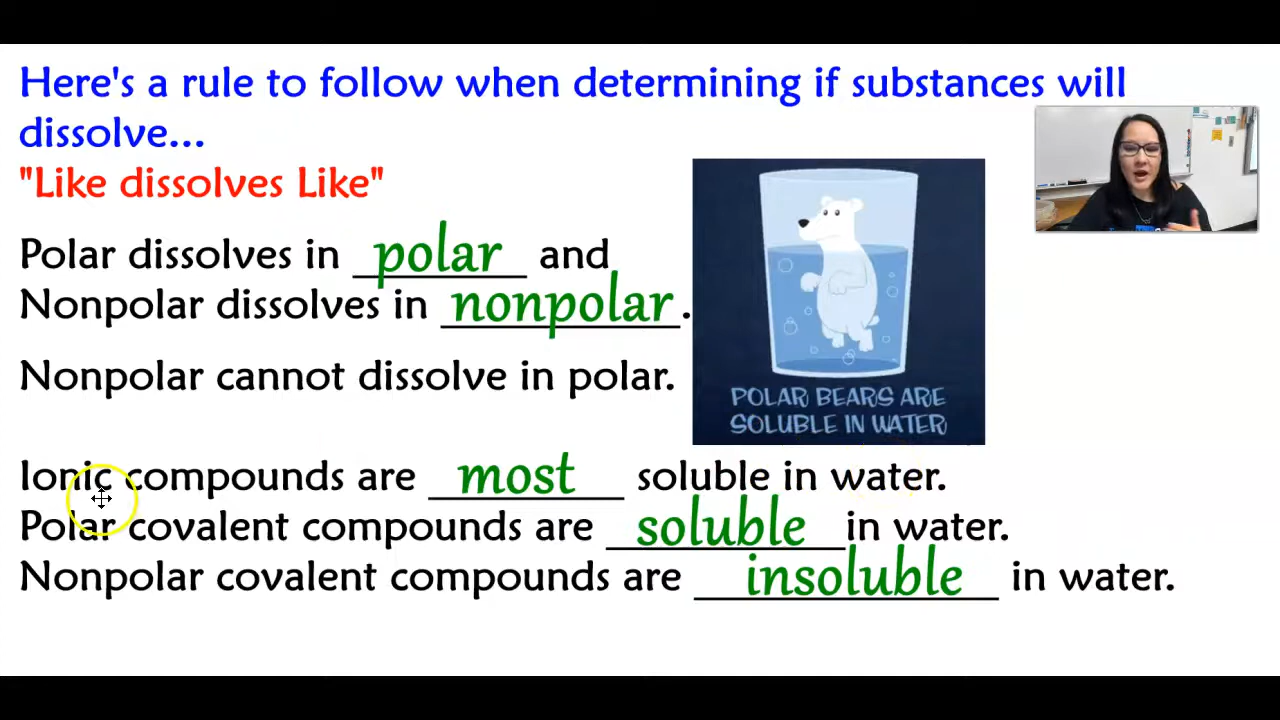 Here's a rule to follow when determining if substances will
dissolve...
"Like dissolves Like"
Polar dissolves in polar and
Nonpolar dissolves in nonpolar.
Nonpolar cannot dissolve in polar.
POLAR BEARS ARE
SOLUBLE IN WATER
Ionic compounds are most soluble in water.
Polar covalent compounds are soluble in water.
Nonpolar covalent compounds are insoluble in water.